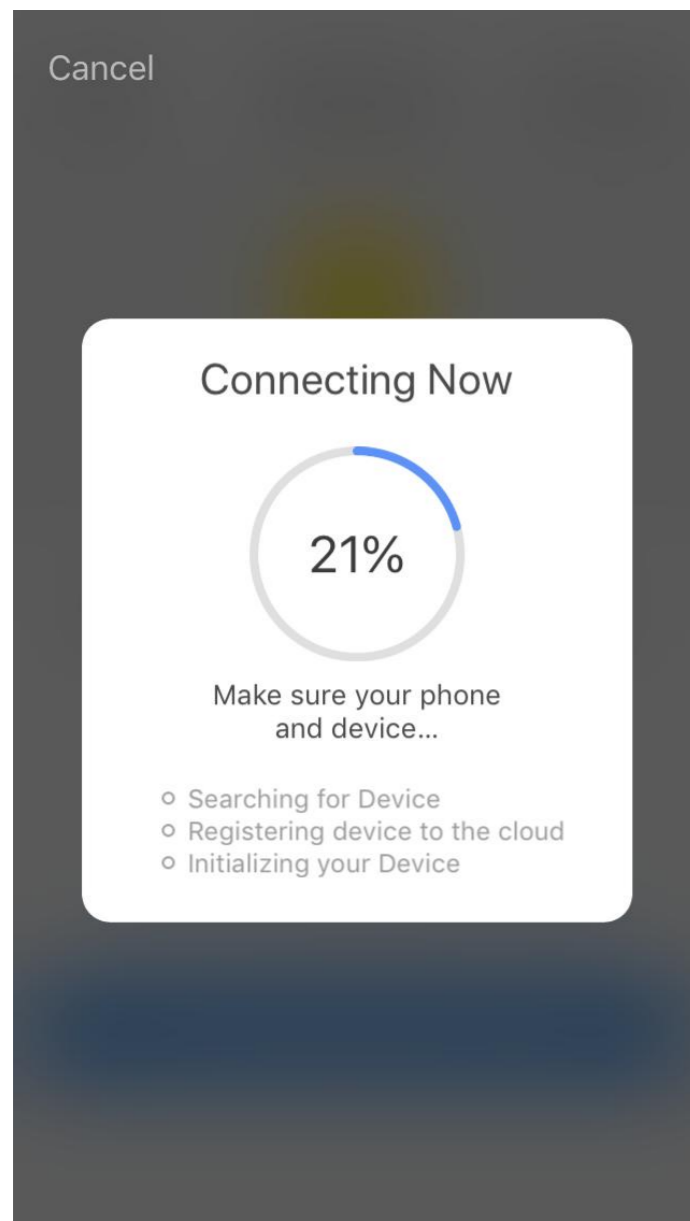 Cancel
Connecting Now
21%
Make sure your phone
and device...
Searching for Device
Registering device to the cloud
Initializing your Device